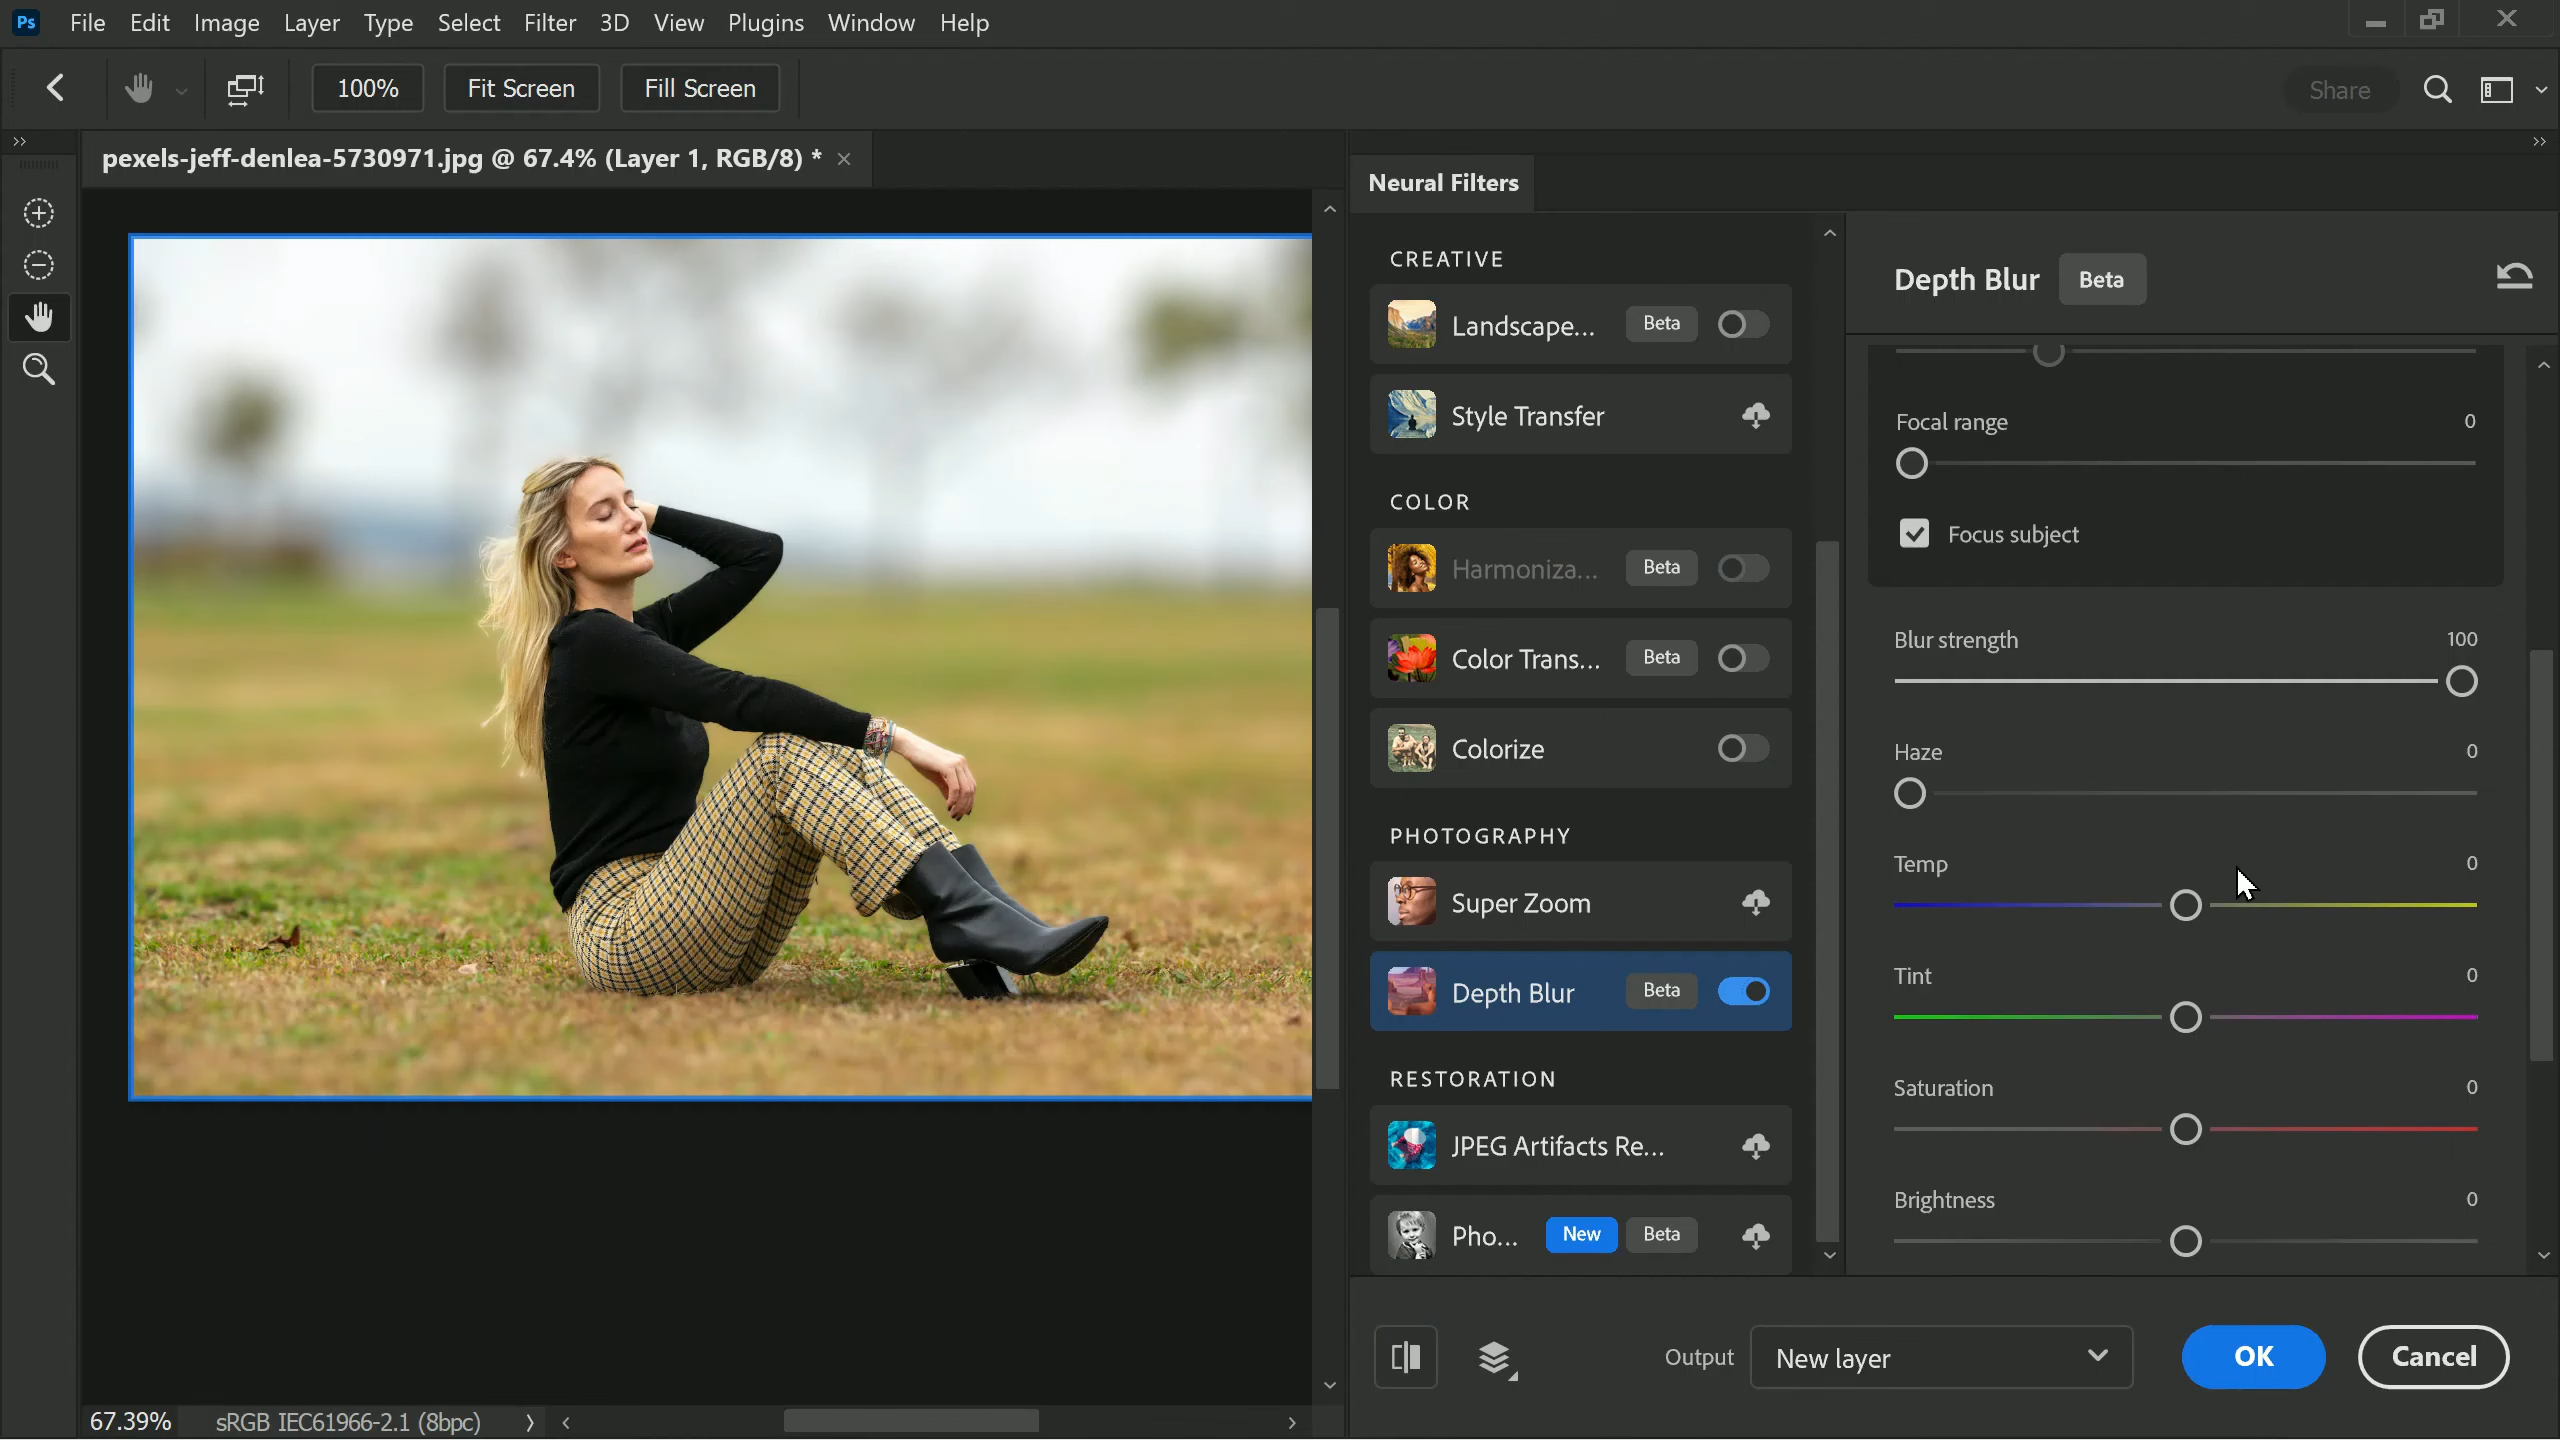 Ps File Edit Image Layer Type Select Filter 3D View Plugins Window Help
100% Fit Screen Fill Screen Share
pexels-jeff-denlea-5730971.jpg @ 67.4% (Layer 1, RGB/8) *
Neural Filters
CREATIVE
Landscape... Beta
Style Transfer
COLOR
Harmoniza... Beta
Color Trans... Beta
Colorize
PHOTOGRAPHY
Super Zoom
Depth Blur Beta
RESTORATION
JPEG Artifacts Re...
Pho... New Beta
Depth Blur Beta
Focal range 0
Focus subject
Blur strength 100
Haze 0
Temp 0
Tint 0
Saturation 0
Brightness 0
Output New layer OK Cancel
67.39% sRGB IEC61966-2.1 (8bpc)